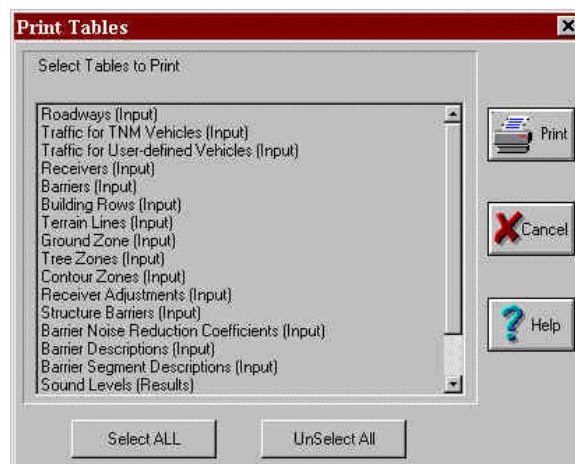 Print Tables
Select Tables to Print
Roadways (Input)
Traffic for TNM Vehicles (Input)
Traffic for User-defined Vehicles (Input)
Receivers (Input)
Barriers (Input)
Building Rows (Input)
Terrain Lines (Input)
Ground Zone (Input)
Tree Zones (Input)
Contour Zones (Input)
Receiver Adjustments (Input)
Structure Barriers (Input)
Barrier Noise Reduction Coefficients (Input)
Barrier Descriptions (Input)
Barrier Segment Descriptions (Input)
Sound Levels (Results)
Print
Cancel
Help
Select ALL
UnSelect All